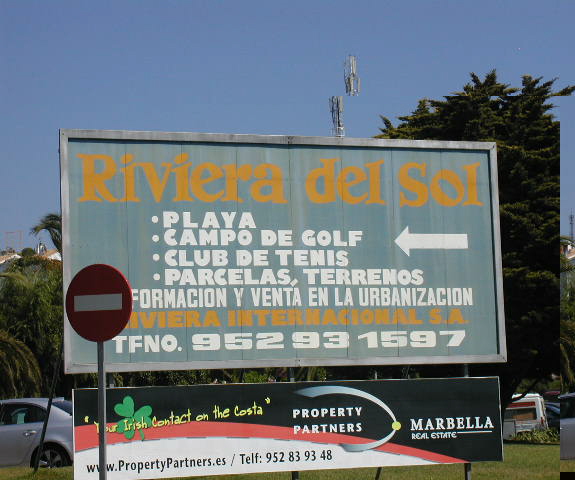 Riviera del Sol
• PLAYA
• CAMPO DE GOLF
• CLUB DE TENIS
• PARCELAS, TERRENOS
FORMACION Y VENTA EN LA URBANIZACION
RIVIERA INTERNACIONAL S.A.
TFNO. 952 93 1597
"Your Irish Contact on the Costa"
PROPERTY
PARTNERS
MARBELLA
REAL ESTATE
www.PropertyPartners.es / Telf: 952 83 93 48